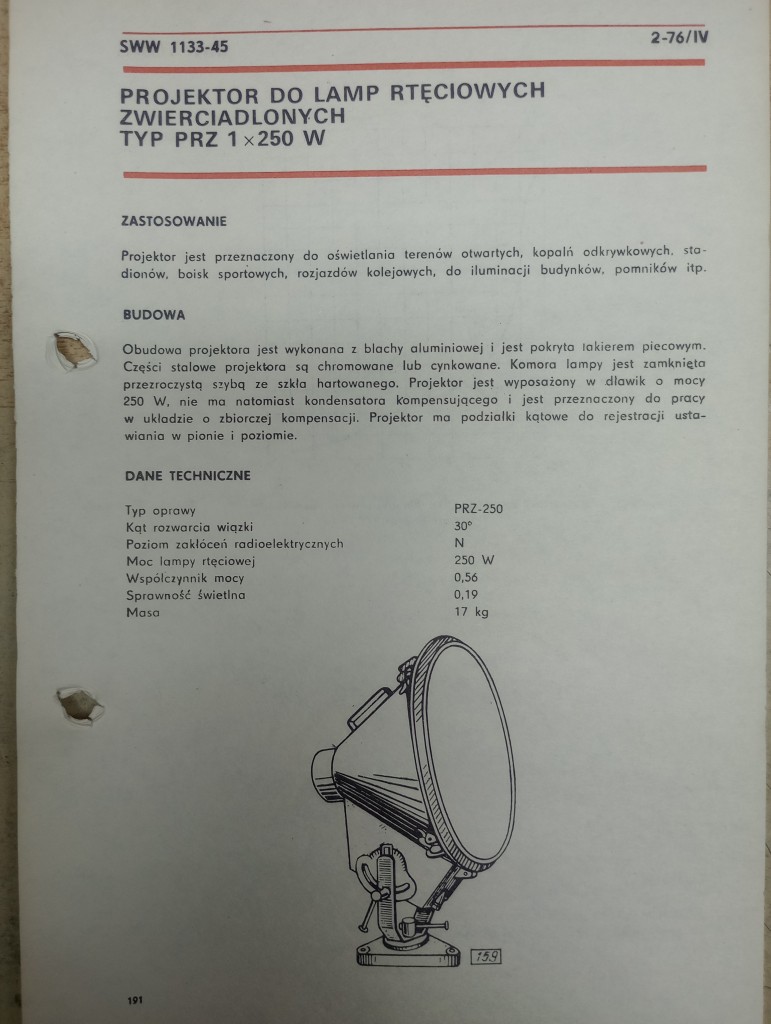 SWW 1133-45
2-76/IV
PROJEKTOR DO LAMP RTĘCIOWYCH
ZWIERCIADLONYCH
TYP PRZ 1 × 250 W
ZASTOSOWANIE
Projektor jest przeznaczony do oświetlania terenów otwartych, kopalń odkrywkowych, sta-
dionów, boisk sportowych, rozjazdów kolejowych, do iluminacji budynków, pomników itp.
BUDOWA
Obudowa projektora jest wykonana z blachy aluminiowej i jest pokryta lakierem piecowym.
Części stalowe projektora są chromowane lub cynkowane. Komora lampy jest zamknięta
przezroczystą szybą ze szkła hartowanego. Projektor jest wyposażony w dławik o mocy
250 W, nie ma natomiast kondensatora kompensującego i jest przeznaczony do pracy
w układzie o zbiorczej kompensacji. Projektor ma podziałki kątowe do rejestracji usta-
wiania w pionie i poziomie.
DANE TECHNICZNE
Typ oprawy PRZ-250
Kąt rozwarcia wiązki 30°
Poziom zakłóceń radioelektrycznych N
Moc lampy rtęciowej 250 W
Współczynnik mocy 0,56
Sprawność świetlna 0,19
Masa 17 kg
159
191